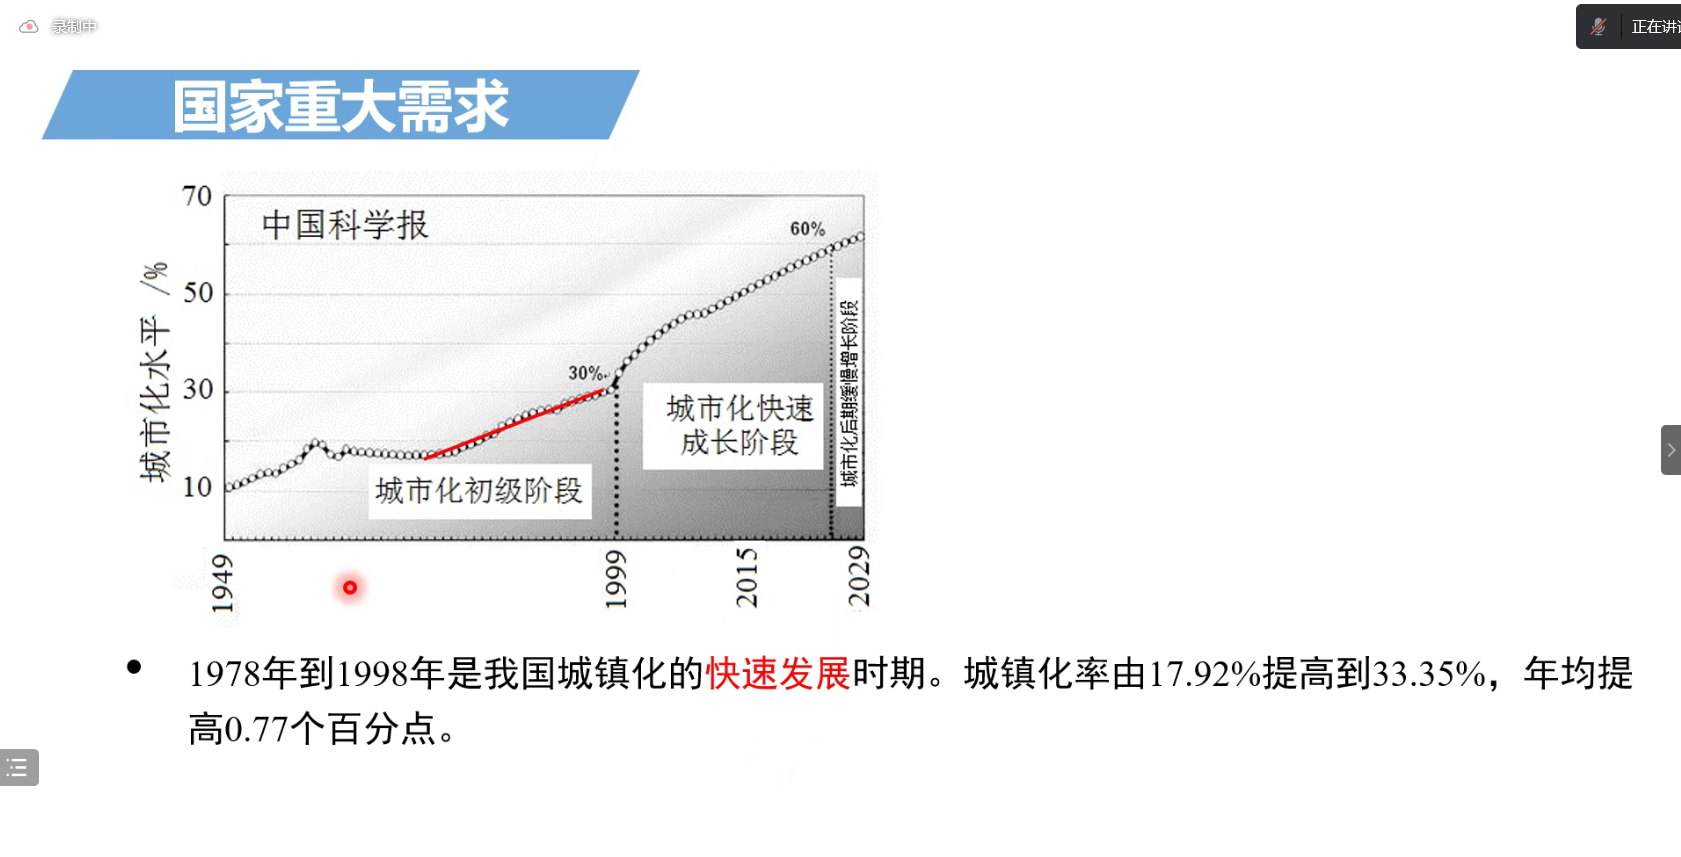 录制中
正在讲
国家重大需求
70
50
30
10
城市化水平 /%
中国科学报
60%
30%
城市化初级阶段
城市化快速
成长阶段
城市化后期缓慢增长阶段
1949
1999
2015
2029
1978年到1998年是我国城镇化的快速发展时期。城镇化率由17.92%提高到33.35%，年均提
高0.77个百分点。